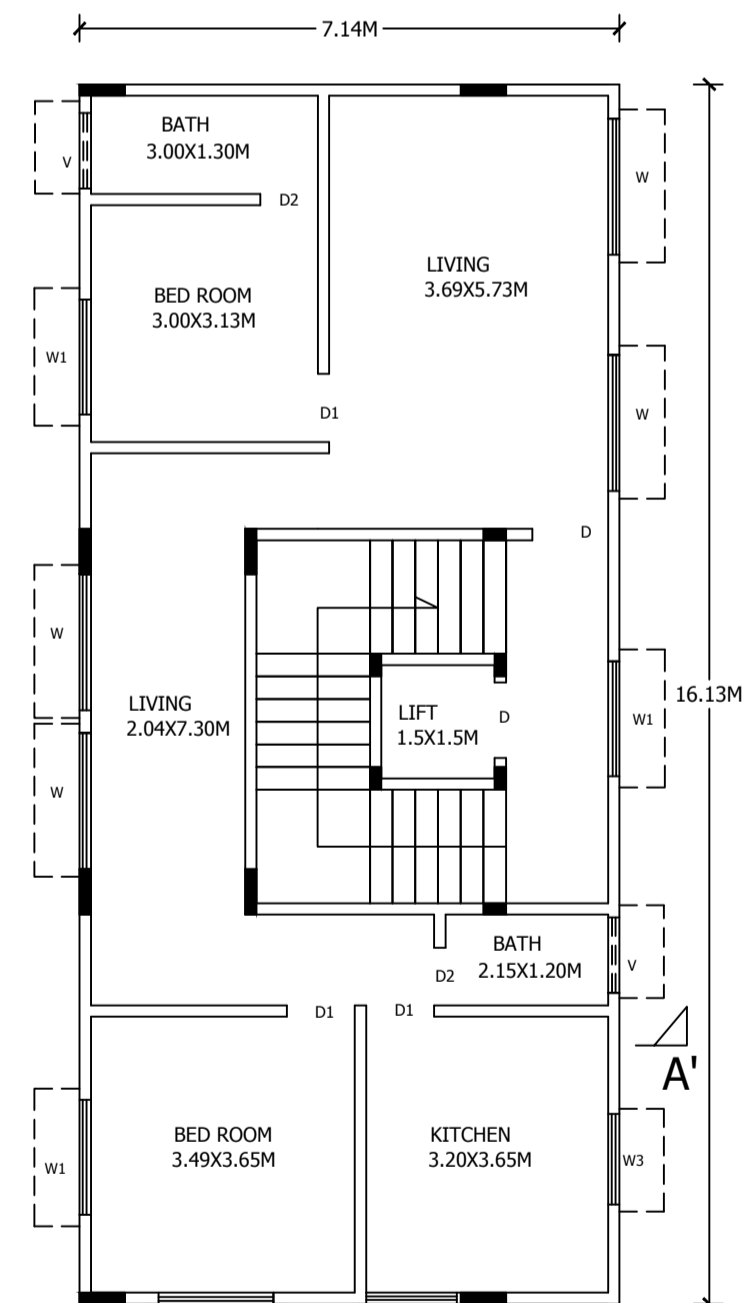 7.14M
BATH
3.00X1.30M
V
D2
W
LIVING
3.69X5.73M
BED ROOM
3.00X3.13M
W1
D1
W
D
W
LIVING
2.04X7.30M
LIFT
1.5X1.5M
D
W1
16.13M
W
BATH
2.15X1.20M
D2
V
D1
D1
A'
BED ROOM
3.49X3.65M
KITCHEN
3.20X3.65M
W1
W3